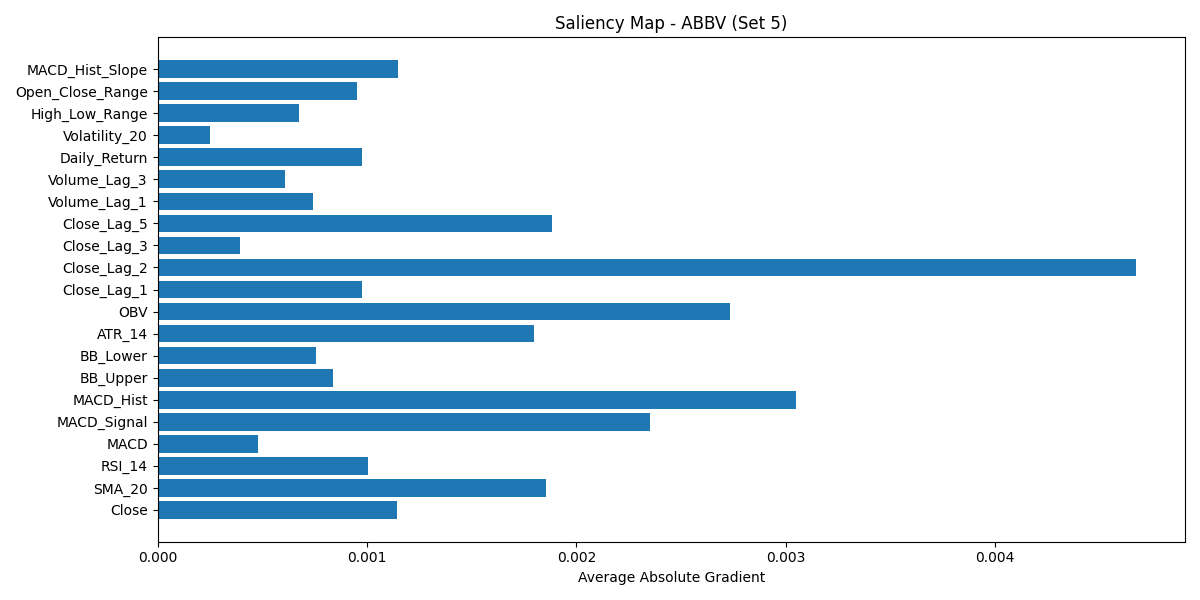 Saliency Map - ABBV (Set 5)
MACD_Hist_Slope
Open_Close_Range
High_Low_Range
Volatility_20
Daily_Return
Volume_Lag_3
Volume_Lag_1
Close_Lag_5
Close_Lag_3
Close_Lag_2
Close_Lag_1
OBV
ATR_14
BB_Lower
BB_Upper
MACD_Hist
MACD_Signal
MACD
RSI_14
SMA_20
Close
0.000 0.001 0.002 0.003 0.004
Average Absolute Gradient